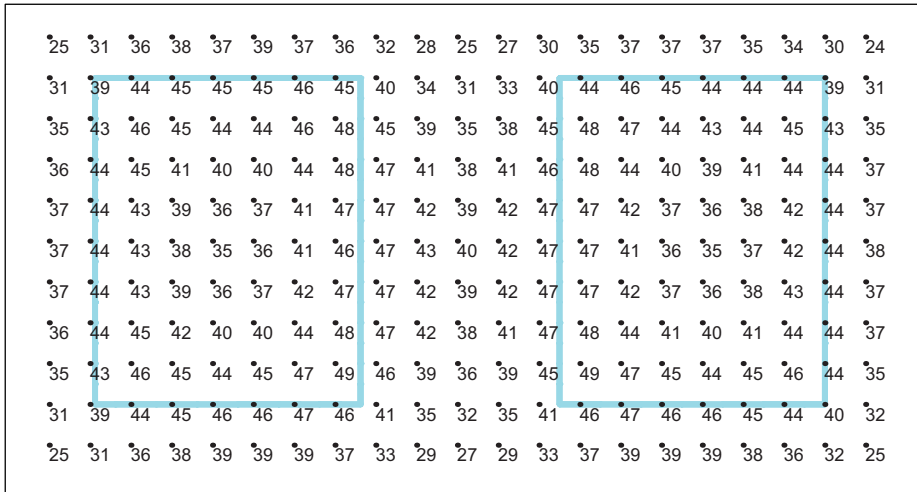 25 31 36 38 37 39 37 36 32 28 25 27 30 35 37 37 37 35 34 30 24
31 39 44 45 45 45 46 45 40 34 31 33 40 44 46 45 44 44 44 39 31
35 43 46 45 44 44 46 48 45 39 35 38 45 48 47 44 43 44 45 43 35
36 44 45 41 40 40 44 48 47 41 38 41 46 48 44 40 39 41 44 44 37
37 44 43 39 36 37 41 47 47 42 39 42 47 47 42 37 36 38 42 44 37
37 44 43 38 35 36 41 46 47 43 40 42 47 47 41 36 35 37 42 44 38
37 44 43 39 36 37 42 47 47 42 39 42 47 47 42 37 36 38 43 44 37
36 44 45 42 40 40 44 48 47 42 38 41 47 48 44 41 40 41 44 44 37
35 43 46 45 44 45 47 49 46 39 36 39 45 49 47 45 44 45 46 44 35
31 39 44 45 46 46 47 46 41 35 32 35 41 46 47 46 46 45 44 40 32
25 31 36 38 39 39 39 37 33 29 27 29 33 37 39 39 39 38 36 32 25